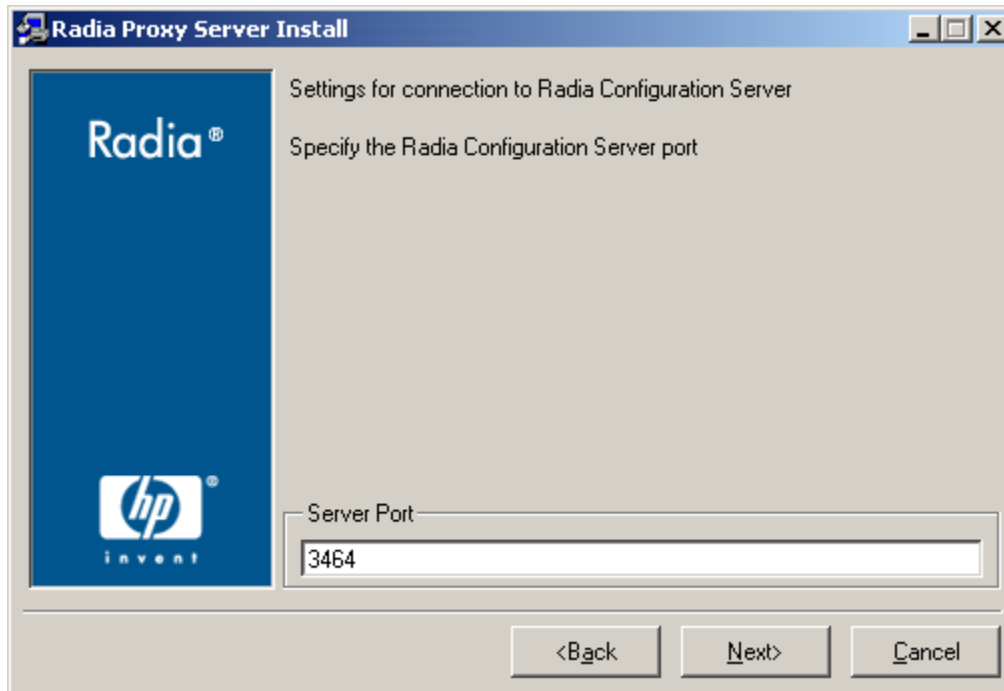 Radia Proxy Server Install
Radia®
Settings for connection to Radia Configuration Server
Specify the Radia Configuration Server port
hp®
invent
Server Port
3464
<Back
Next>
Cancel